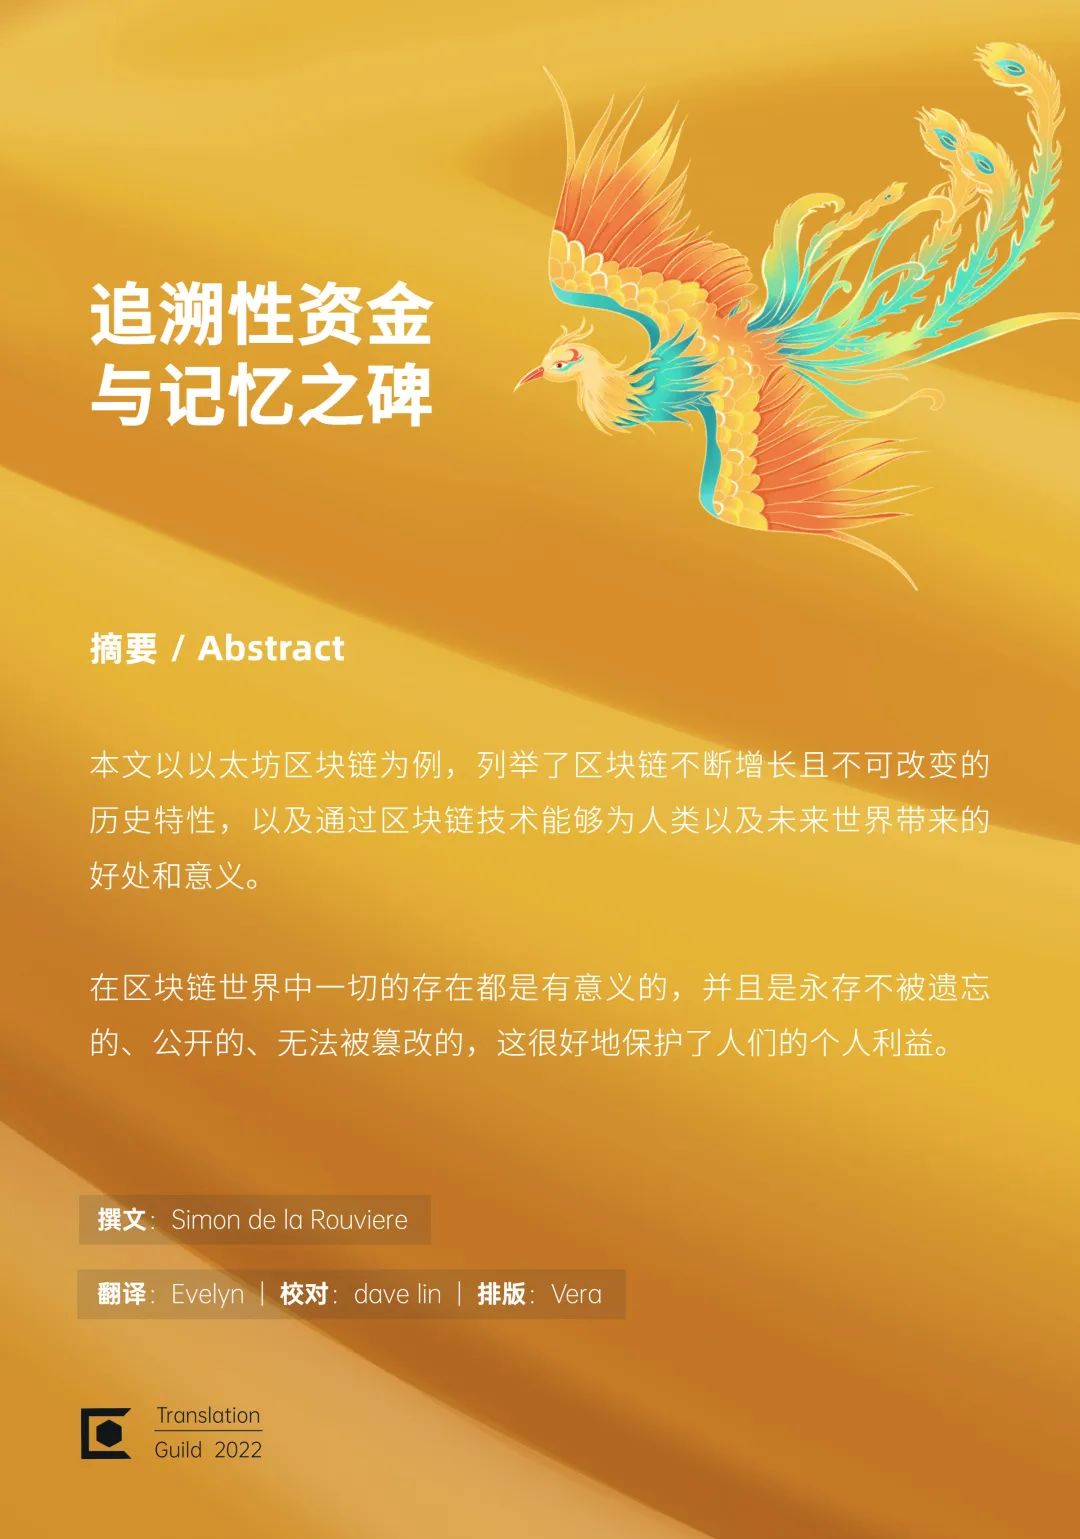 追溯性资金
与记忆之碑
摘要 / Abstract
本文以以太坊区块链为例，列举了区块链不断增长且不可改变的
历史特性，以及通过区块链技术能够为人类以及未来世界带来的
好处和意义。
在区块链世界中一切的存在都是有意义的，并且是永存不被遗忘
的、公开的、无法被篡改的，这很好地保护了人们的个人利益。
撰文：Simon de la Rouviere
翻译：Evelyn｜校对：dave lin｜排版：Vera
Translation
Guild 2022